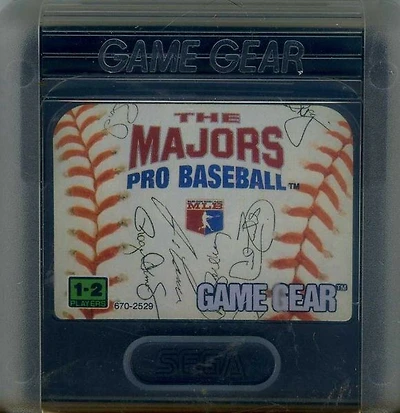 GAME GEAR
THE
MAJORS
PRO BASEBALL™
MLB
1-2
PLAYERS
670-2529
GAME GEAR™
SEGA